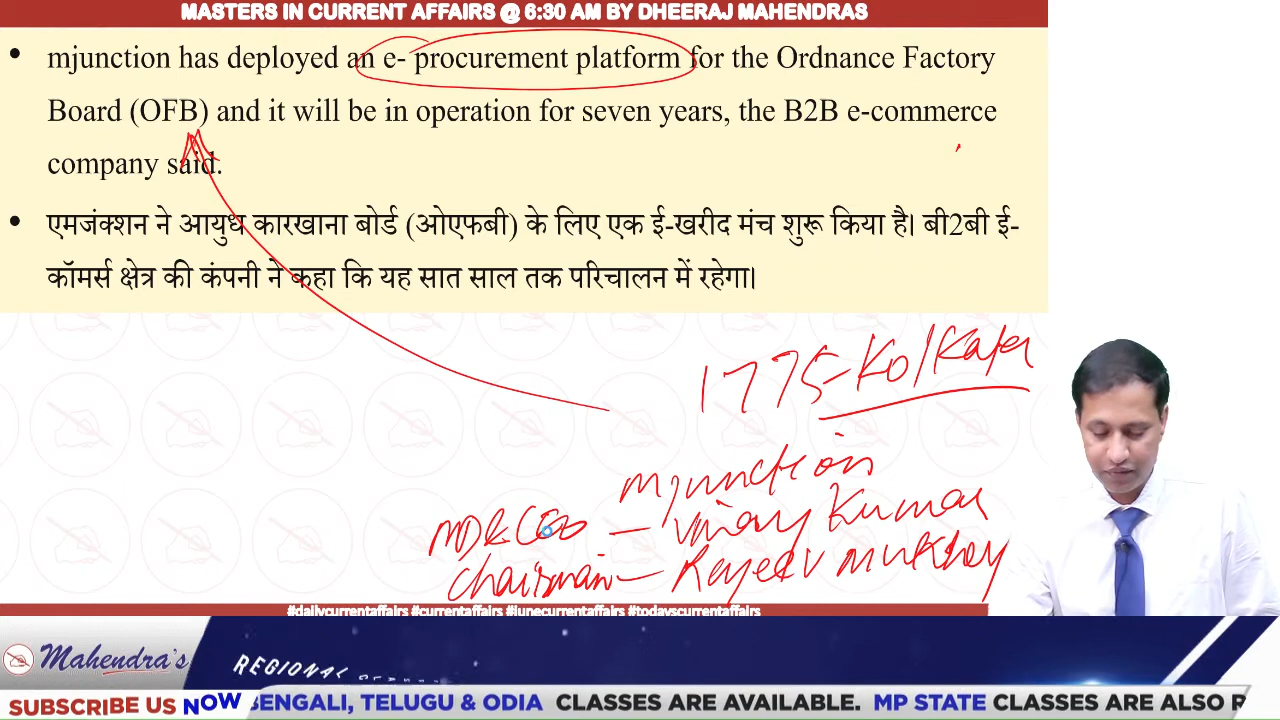 MASTERS IN CURRENT AFFAIRS @ 6:30 AM BY DHEERAJ MAHENDRAS
• mjunction has deployed an e- procurement platform for the Ordnance Factory
Board (OFB) and it will be in operation for seven years, the B2B e-commerce
company said.
• एमजंक्शन ने आयुध कारखाना बोर्ड (ओएफबी) के लिए एक ई-खरीद मंच शुरू किया है। बी2बी ई-
कॉमर्स क्षेत्र की कंपनी ने कहा कि यह सात साल तक परिचालन में रहेगा।
1775-Kolkata
mjunction
MD & CEO — Vinay Kumar
Chairman — Rajeev
#dailycurrentaffairs #currentaffairs #junecurrentaffairs #todayscurrentaffairs
Mahendra's
REGIONAL
SUBSCRIBE US NOW
BENGALI, TELUGU & ODIA CLASSES ARE AVAILABLE. MP STATE CLASSES ARE ALSO R